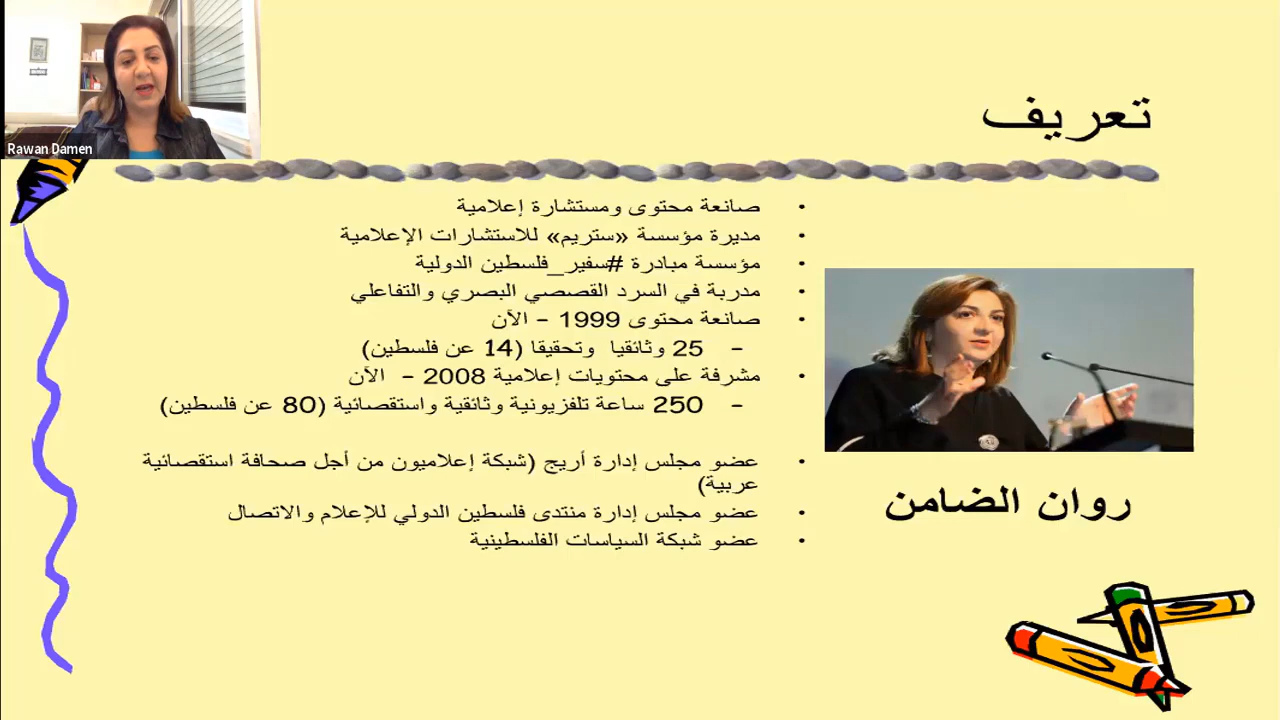 Rawan Damen
تعريف
• صانعة محتوى ومستشارة إعلامية
• مديرة مؤسسة «ستريم» للاستشارات الإعلامية
• مؤسسة مبادرة #سفير_فلسطين الدولية
• مدربة في السرد القصصي البصري والتفاعلي
• صانعة محتوى 1999 – الآن
– 25 وثائقيا وتحقيقا (14 عن فلسطين)
• مشرفة على محتويات إعلامية 2008 – الآن
– 250 ساعة تلفزيونية وثائقية واستقصائية (80 عن فلسطين)
• عضو مجلس إدارة أريج (شبكة إعلاميون من أجل صحافة استقصائية
عربية)
• عضو مجلس إدارة منتدى فلسطين الدولي للإعلام والاتصال
• عضو شبكة السياسات الفلسطينية
روان الضامن